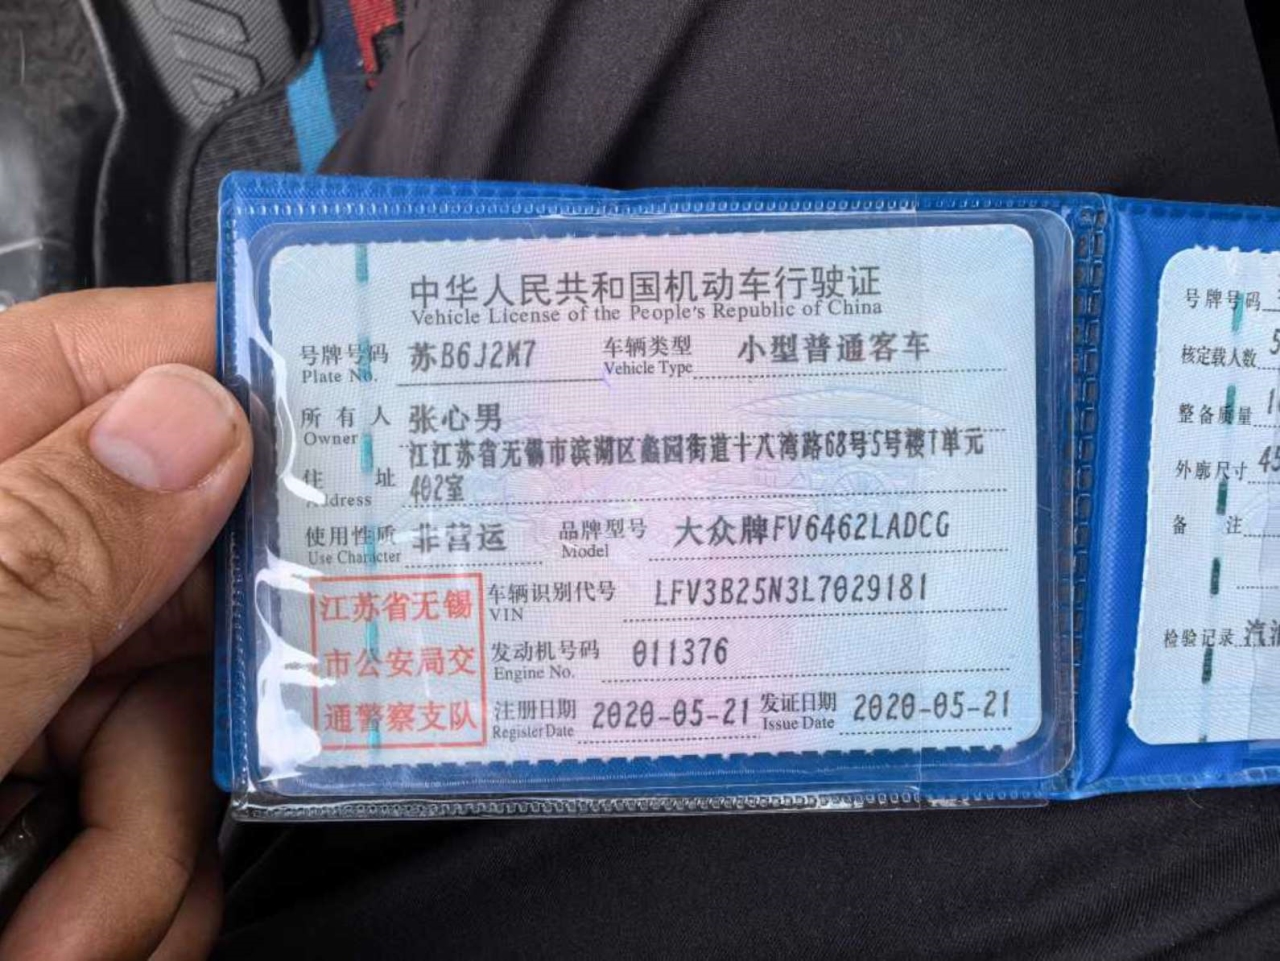 中华人民共和国机动车行驶证
Vehicle License of the People's Republic of China
号牌号码 苏B6J2M7 车辆类型 小型普通客车
Plate No. Vehicle Type
所有人 张心男
Owner
江江苏省无锡市滨湖区蠡园街道十八湾路68号5号楼1单元
住址 402室
Address
使用性质 非营运 品牌型号 大众牌FV6462LADCG
Use Character Model
江苏省无锡
市公安局交
通警察支队
车辆识别代号 LFV3B25N3L7029181
VIN
发动机号码 011376
Engine No.
注册日期 2020-05-21 发证日期 2020-05-21
Register Date Issue Date
号牌号码
核定载人数 5
整备质量
外廓尺寸 45
备注
检验记录